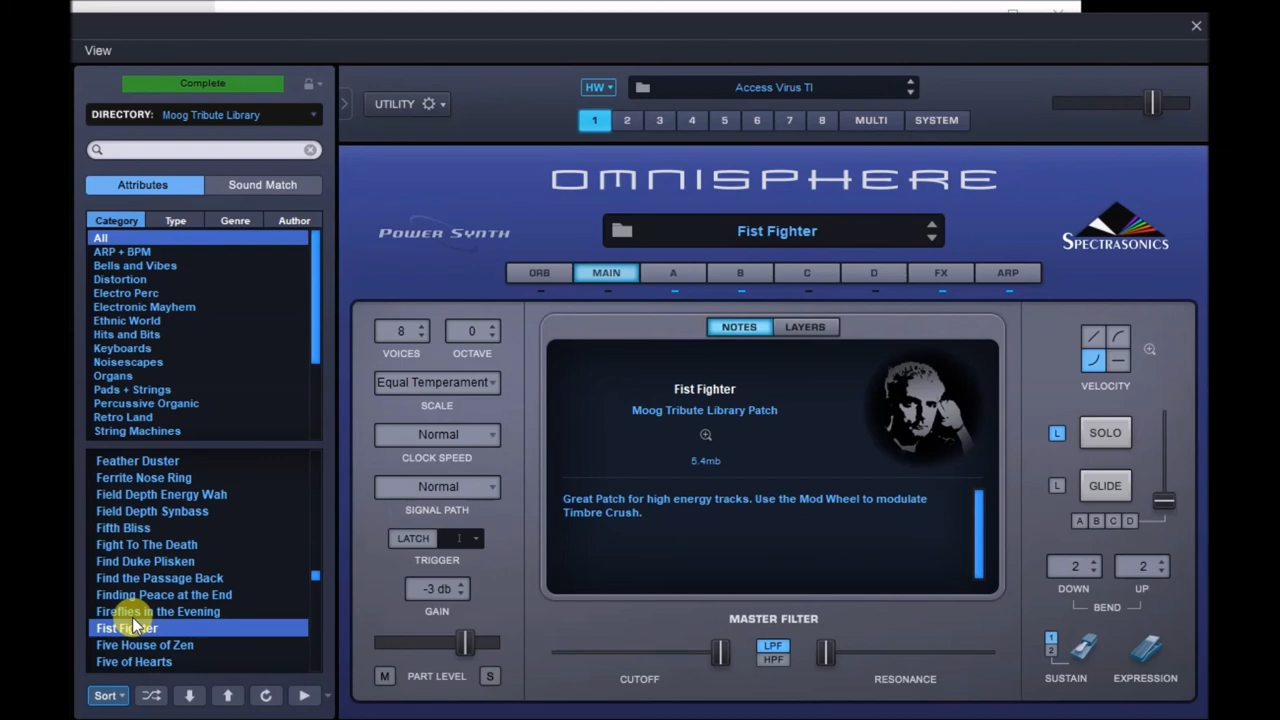 View
Complete
DIRECTORY: Moog Tribute Library
Attributes
Sound Match
Category
Type
Genre
Author
All
ARP + BPM
Bells and Vibes
Distortion
Electro Perc
Electronic Mayhem
Ethnic World
Hits and Bits
Keyboards
Noisescapes
Organs
Pads + Strings
Percussive Organic
Retro Land
String Machines
Feather Duster
Ferrite Nose Ring
Field Depth Energy Wah
Field Depth Synbass
Fifth Bliss
Fight To The Death
Find Duke Plisken
Find the Passage Back
Finding Peace at the End
Fireflies in the Evening
Fist Fighter
Five House of Zen
Five of Hearts
Sort
UTILITY
HW
Access Virus TI
1 2 3 4 5 6 7 8 MULTI SYSTEM
OMNISPHERE
POWER SYNTH
Fist Fighter
SPECTRASONICS
ORB MAIN A B C D FX ARP
8 0
VOICES OCTAVE
Equal Temperament
SCALE
Normal
CLOCK SPEED
Normal
SIGNAL PATH
LATCH
TRIGGER
-3 db
GAIN
M PART LEVEL S
NOTES LAYERS
Fist Fighter
Moog Tribute Library Patch
5.4mb
Great Patch for high energy tracks. Use the Mod Wheel to modulate
Timbre Crush.
MASTER FILTER
LPF
HPF
CUTOFF RESONANCE
VELOCITY
L SOLO
L GLIDE
A B C D
2 2
DOWN UP
BEND
1
2
SUSTAIN EXPRESSION